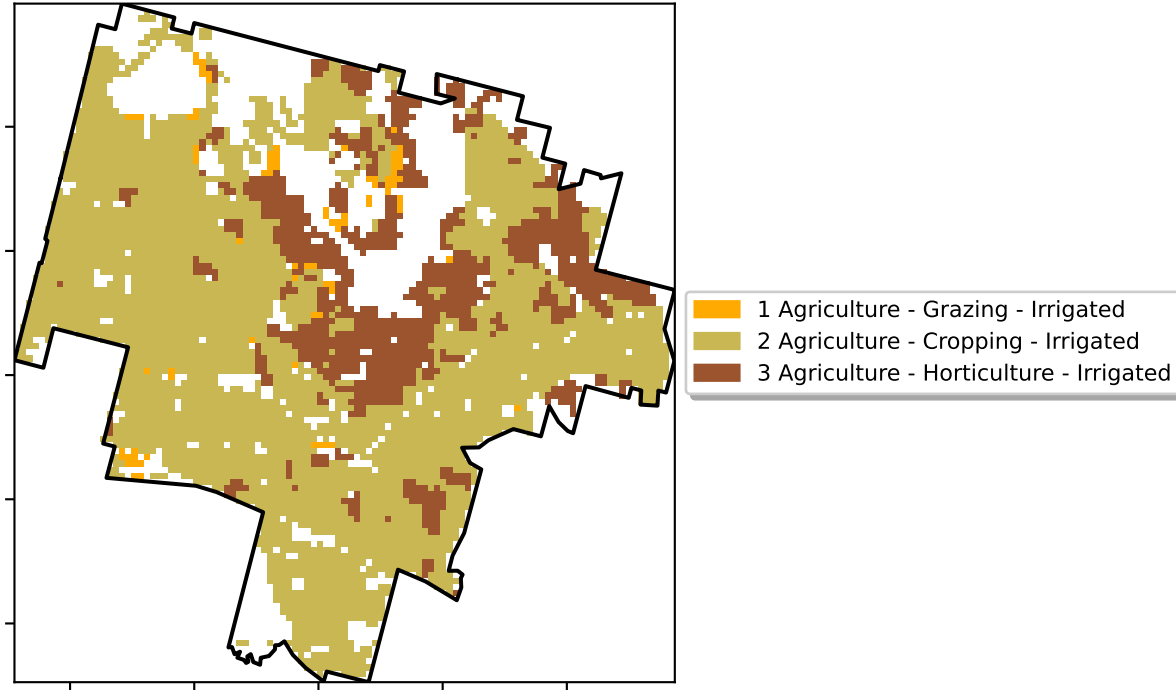 1 Agriculture - Grazing - Irrigated
2 Agriculture - Cropping - Irrigated
3 Agriculture - Horticulture - Irrigated